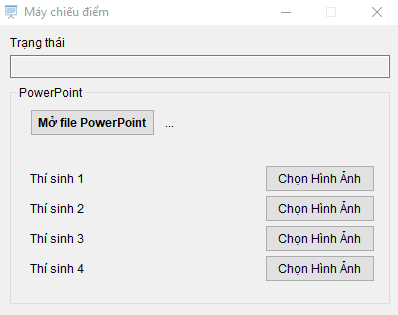 Máy chiếu điểm
Trạng thái
PowerPoint
Mở file PowerPoint ...
Thí sinh 1 Chọn Hình Ảnh
Thí sinh 2 Chọn Hình Ảnh
Thí sinh 3 Chọn Hình Ảnh
Thí sinh 4 Chọn Hình Ảnh